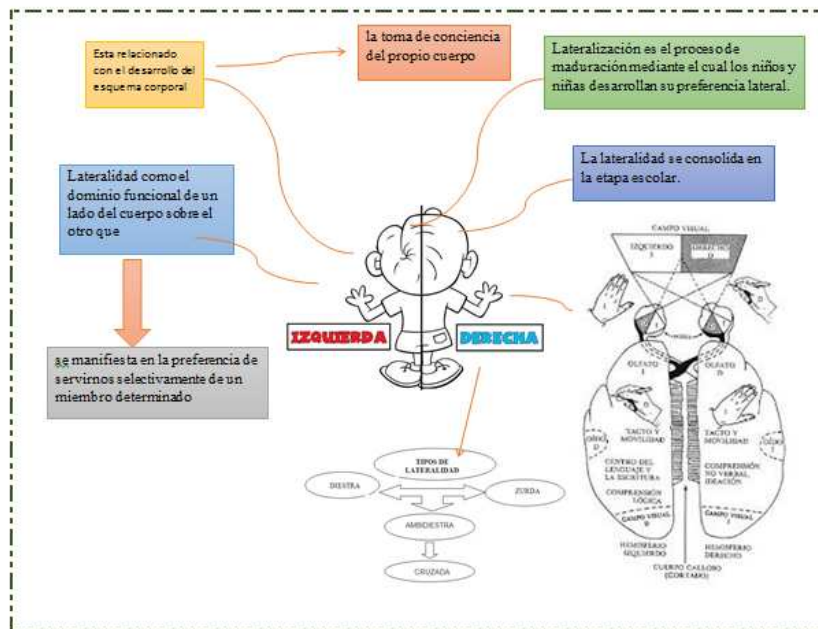 Esta relacionado
con el desarrollo del
esquema corporal
la toma de conciencia
del propio cuerpo
Lateralización es el proceso de
maduración mediante el cual los niños y
niñas desarrollan su preferencia lateral.
Lateralidad como el
dominio funcional de un
lado del cuerpo sobre el
otro que
La lateralidad se consolida en
la etapa escolar.
se manifiesta en la preferencia de
servirnos selectivamente de un
miembro determinado
IZQUIERDA
DERECHA
TIPOS DE
LATERALIDAD
DIESTRA
ZURDA
AMBIDIESTRA
CRUZADA
CAMPO VISUAL
IZQUIERDO
I
DERECHO
D
OLFATO
I
OLFATO
D
OÍDO
D
TACTO Y
MOVILIDAD
TACTO Y
MOVILIDAD
OÍDO
I
CENTRO DEL
LENGUAJE Y
LA ESCRITURA
COMPRENSIÓN
NO VERBAL,
IDEACIÓN
COMPRENSIÓN
LÓGICA
CAMPO VISUAL
D
CAMPO VISUAL
I
HEMISFERIO
IZQUIERDO
HEMISFERIO
DERECHO
CUERPO CALLOSO
(CORTADO)